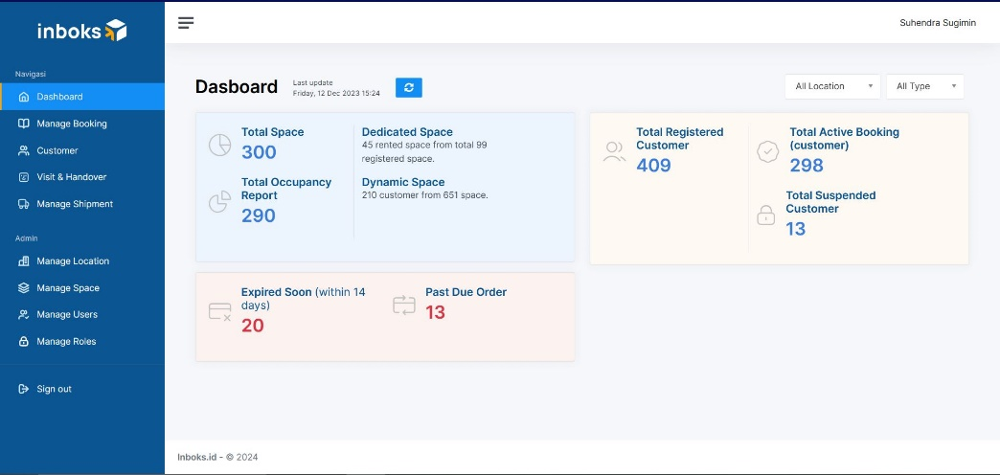 inboks
Suhendra Sugimin
Navigasi
Dashboard
Manage Booking
Customer
Visit & Handover
Manage Shipment
Admin
Manage Location
Manage Space
Manage Users
Manage Roles
Sign out
Dasboard
Last update
Friday, 12 Dec 2023 15:24
All Location
All Type
Total Space
300
Total Occupancy
Report
290
Dedicated Space
45 rented space from total 99
registered space.
Dynamic Space
210 customer from 651 space.
Total Registered
Customer
409
Total Active Booking
(customer)
298
Total Suspended
Customer
13
Expired Soon (within 14
days)
20
Past Due Order
13
Inboks.id - © 2024